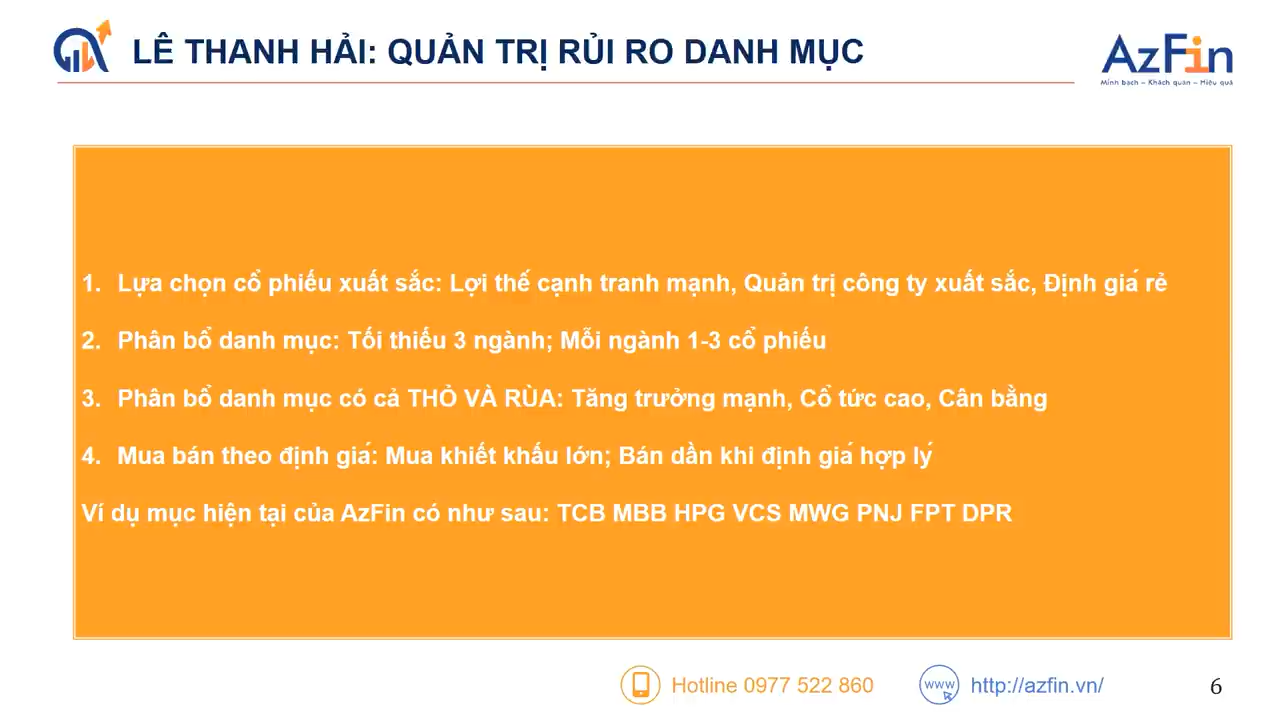 LÊ THANH HẢI: QUẢN TRỊ RỦI RO DANH MỤC
AzFin
Minh bạch – Khách quan – Hiệu quả
1. Lựa chọn cổ phiếu xuất sắc: Lợi thế cạnh tranh mạnh, Quản trị công ty xuất sắc, Định giá rẻ
2. Phân bổ danh mục: Tối thiếu 3 ngành; Mỗi ngành 1-3 cổ phiếu
3. Phân bổ danh mục có cả THỎ VÀ RÙA: Tăng trưởng mạnh, Cổ tức cao, Cân bằng
4. Mua bán theo định giá: Mua khiết khấu lớn; Bán dần khi định giá hợp lý
Ví dụ mục hiện tại của AzFin có như sau: TCB MBB HPG VCS MWG PNJ FPT DPR
Hotline 0977 522 860
www
http://azfin.vn/
6